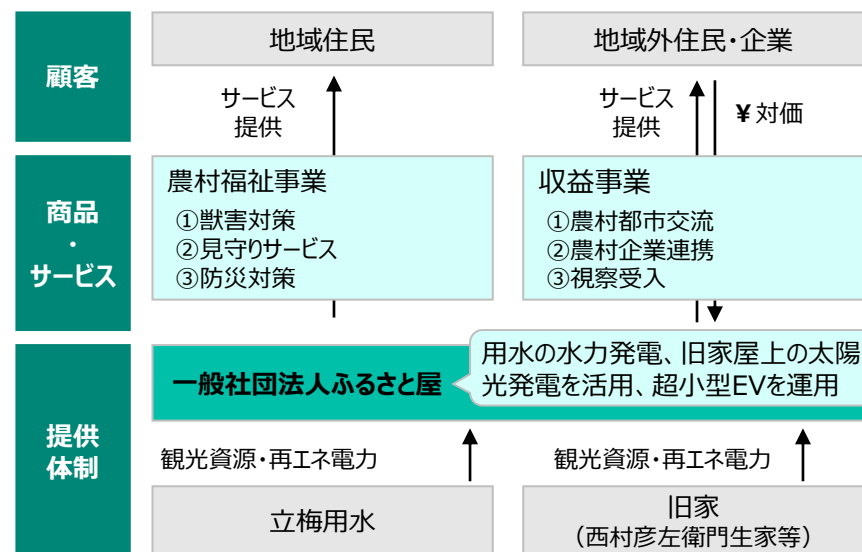 顧客
地域住民
地域外住民・企業
サービス
提供
サービス
提供
¥ 対価
商品
・
サービス
農村福祉事業
①獣害対策
②見守りサービス
③防災対策
収益事業
①農村都市交流
②農村企業連携
③視察受入
提供
体制
一般社団法人ふるさと屋
用水の水力発電、旧家屋上の太陽
光発電を活用、超小型EVを運用
観光資源・再エネ電力
観光資源・再エネ電力
立梅用水
旧家
（西村彦左衛門生家等）